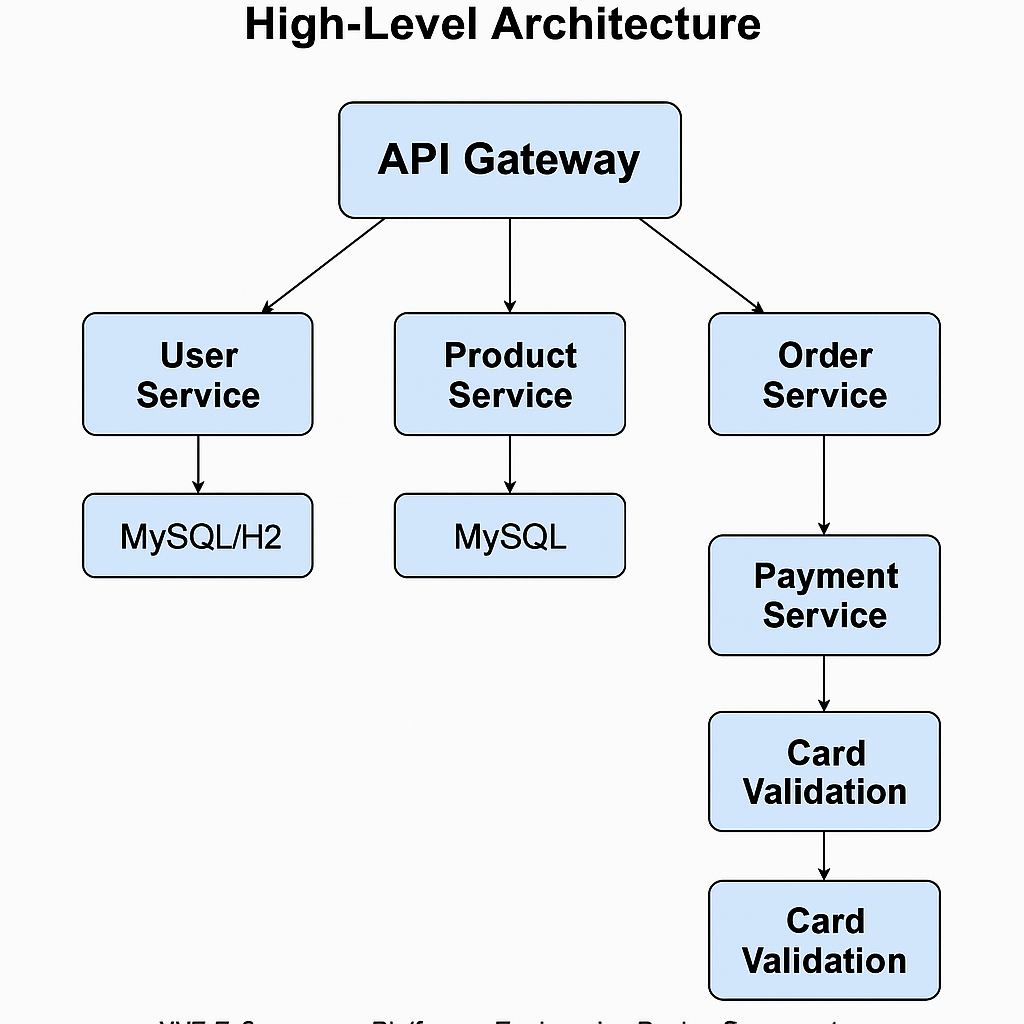 High-Level Architecture
API Gateway
User
Service
Product
Service
Order
Service
MySQL/H2
MySQL
Payment
Service
Card
Validation
Card
Validation